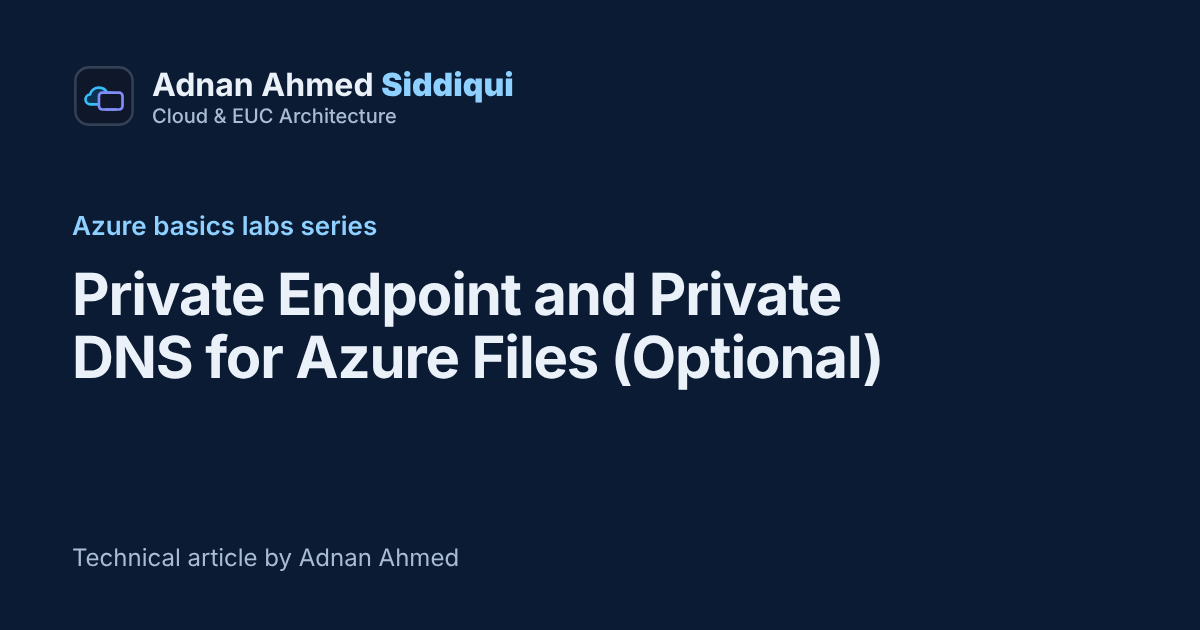 Adnan Ahmed Siddiqui
Cloud & EUC Architecture
Azure basics labs series
Private Endpoint and Private
DNS for Azure Files (Optional)
Technical article by Adnan Ahmed